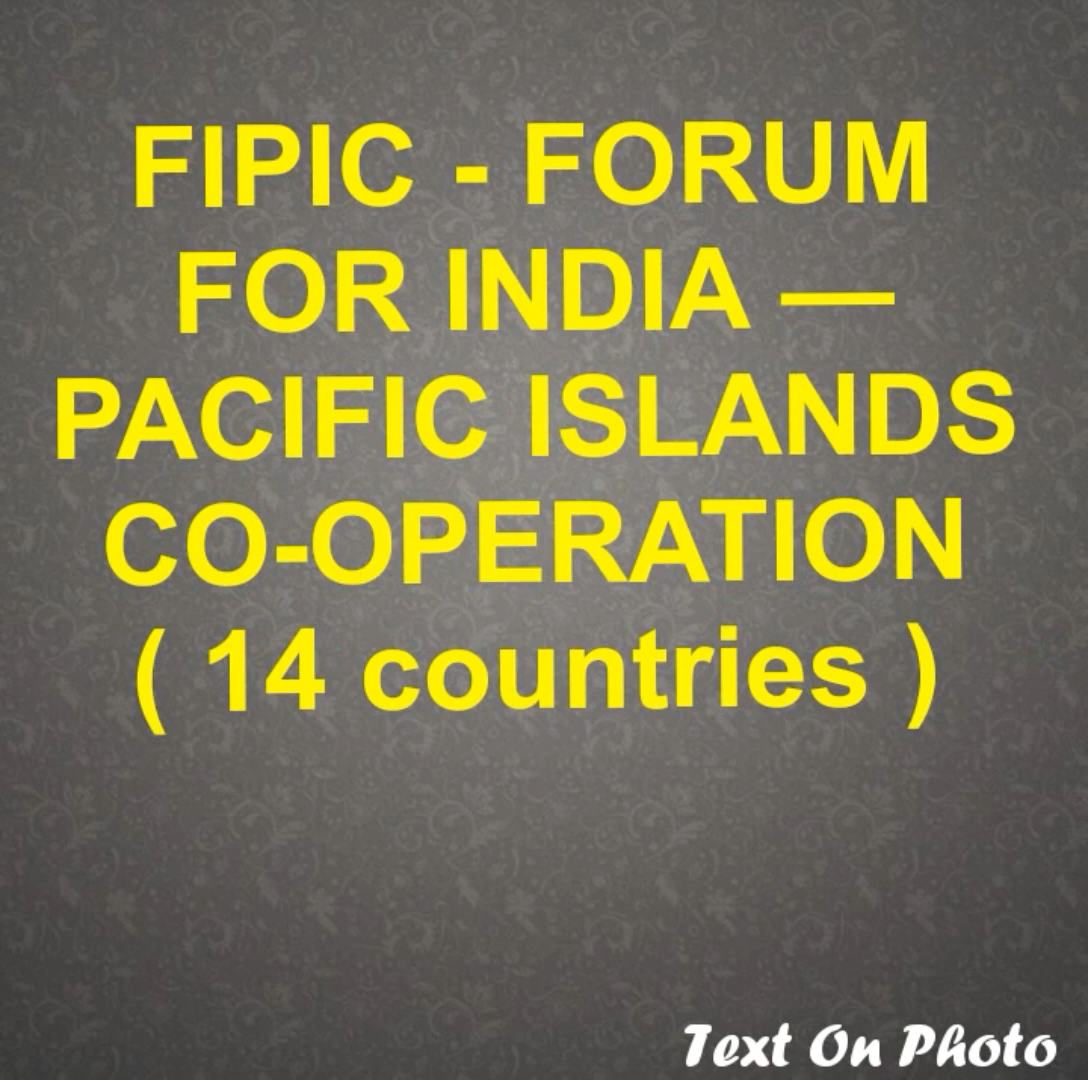 FIPIC - FORUM
FOR INDIA —
PACIFIC ISLANDS
CO-OPERATION
( 14 countries )
Text On Photo